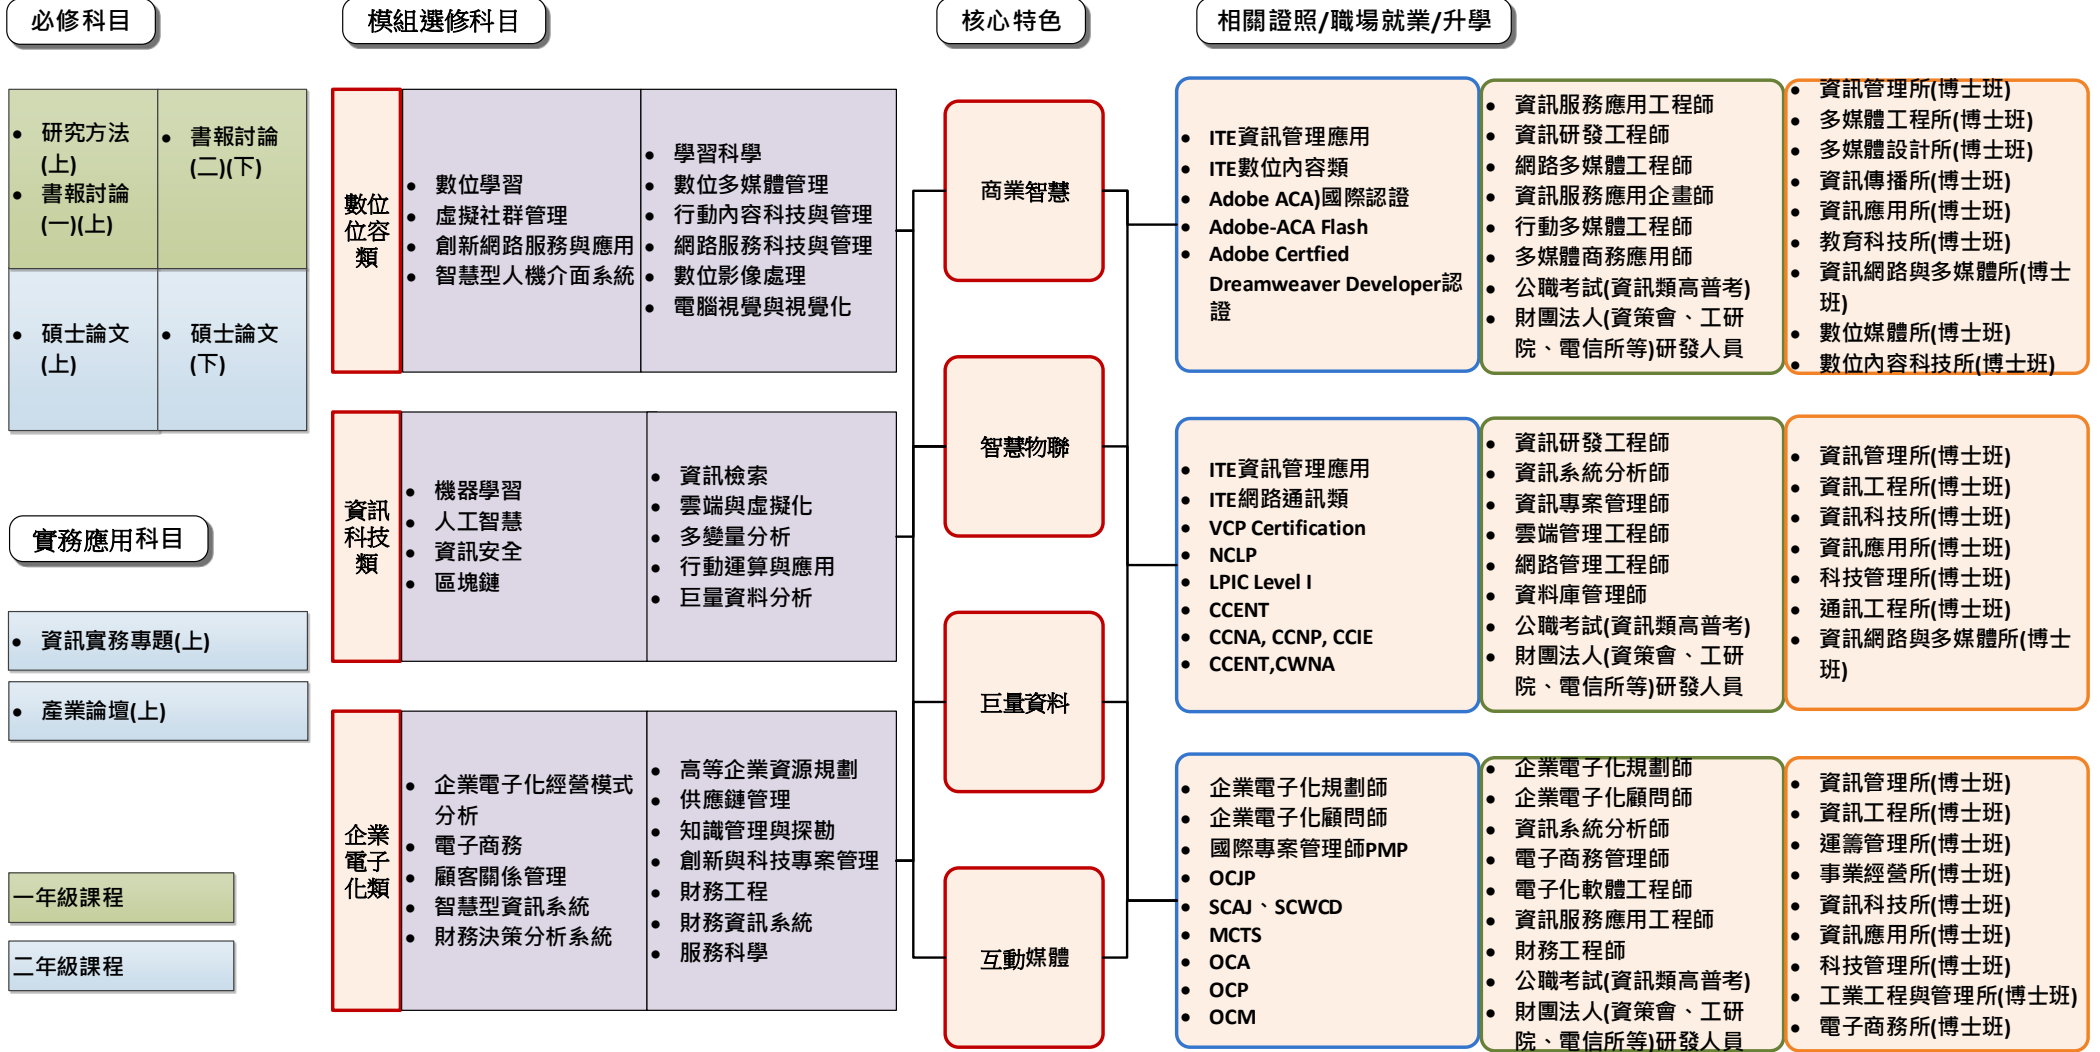 必修科目
模組選修科目
核心特色
相關證照/職場就業/升學
• 研究方法
(上)
• 書報討論
(一)(上)
• 書報討論
(二)(下)
• 碩士論文
(上)
• 碩士論文
(下)
實務應用科目
• 資訊實務專題(上)
• 產業論壇(上)
一年級課程
二年級課程
數位
位容
類
• 數位學習
• 虛擬社群管理
• 創新網路服務與應用
• 智慧型人機介面系統
• 學習科學
• 數位多媒體管理
• 行動內容科技與管理
• 網路服務科技與管理
• 數位影像處理
• 電腦視覺與視覺化
資訊
科技
類
• 機器學習
• 人工智慧
• 資訊安全
• 區塊鏈
• 資訊檢索
• 雲端與虛擬化
• 多變量分析
• 行動運算與應用
• 巨量資料分析
企業
電子
化類
• 企業電子化經營模式
分析
• 電子商務
• 顧客關係管理
• 智慧型資訊系統
• 財務決策分析系統
• 高等企業資源規劃
• 供應鏈管理
• 知識管理與探勘
• 創新與科技專案管理
• 財務工程
• 財務資訊系統
• 服務科學
商業智慧
智慧物聯
巨量資料
互動媒體
• ITE資訊管理應用
• ITE數位內容類
• Adobe ACA)國際認證
• Adobe-ACA Flash
• Adobe Certfied
Dreamweaver Developer認
證
• 資訊服務應用工程師
• 資訊研發工程師
• 網路多媒體工程師
• 資訊服務應用企畫師
• 行動多媒體工程師
• 多媒體商務應用師
• 公職考試(資訊類高普考)
• 財團法人(資策會、工研
院、電信所等)研發人員
• 資訊管理所(博士班)
• 多媒體工程所(博士班)
• 多媒體設計所(博士班)
• 資訊傳播所(博士班)
• 資訊應用所(博士班)
• 教育科技所(博士班)
• 資訊網路與多媒體所(博士
班)
• 數位媒體所(博士班)
• 數位內容科技所(博士班)
• ITE資訊管理應用
• ITE網路通訊類
• VCP Certification
• NCLP
• LPIC Level I
• CCENT
• CCNA, CCNP, CCIE
• CCENT,CWNA
• 資訊研發工程師
• 資訊系統分析師
• 資訊專案管理師
• 雲端管理工程師
• 網路管理工程師
• 資料庫管理師
• 公職考試(資訊類高普考)
• 財團法人(資策會、工研
院、電信所等)研發人員
• 資訊管理所(博士班)
• 資訊工程所(博士班)
• 資訊科技所(博士班)
• 資訊應用所(博士班)
• 科技管理所(博士班)
• 通訊工程所(博士班)
• 資訊網路與多媒體所(博士
班)
• 企業電子化規劃師
• 企業電子化顧問師
• 國際專案管理師PMP
• OCJP
• SCAJ、SCWCD
• MCTS
• OCA
• OCP
• OCM
• 企業電子化規劃師
• 企業電子化顧問師
• 資訊系統分析師
• 電子商務管理師
• 電子化軟體工程師
• 資訊服務應用工程師
• 財務工程師
• 公職考試(資訊類高普考)
• 財團法人(資策會、工研
院、電信所等)研發人員
• 資訊管理所(博士班)
• 資訊工程所(博士班)
• 運籌管理所(博士班)
• 事業經營所(博士班)
• 資訊科技所(博士班)
• 資訊應用所(博士班)
• 科技管理所(博士班)
• 工業工程與管理所(博士班)
• 電子商務所(博士班)